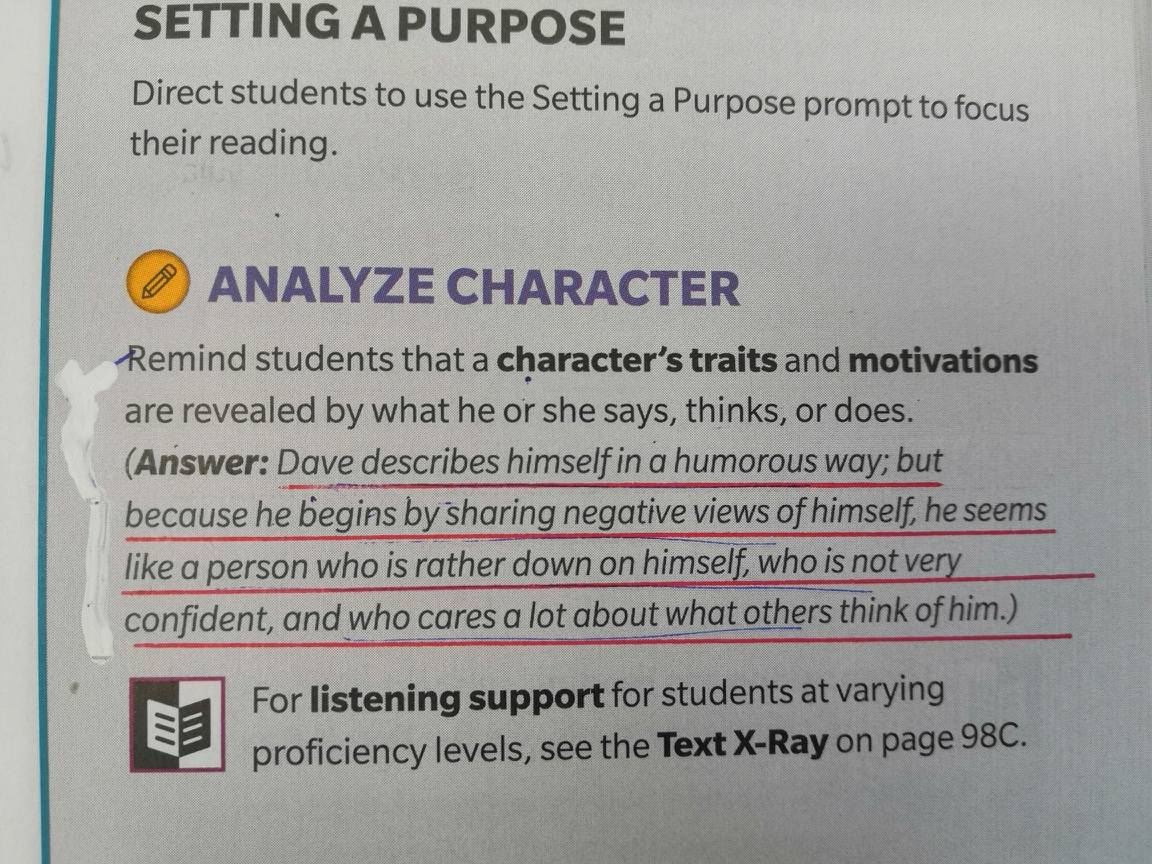 SETTING A PURPOSE
Direct students to use the Setting a Purpose prompt to focus
their reading.
ANALYZE CHARACTER
Remind students that a character's traits and motivations
are revealed by what he or she says, thinks, or does.
(Answer: Dave describes himself in a humorous way; but
because he begins by sharing negative views of himself, he seems
like a person who is rather down on himself, who is not very
confident, and who cares a lot about what others think of him.)
For listening support for students at varying
proficiency levels, see the Text X-Ray on page 98C.